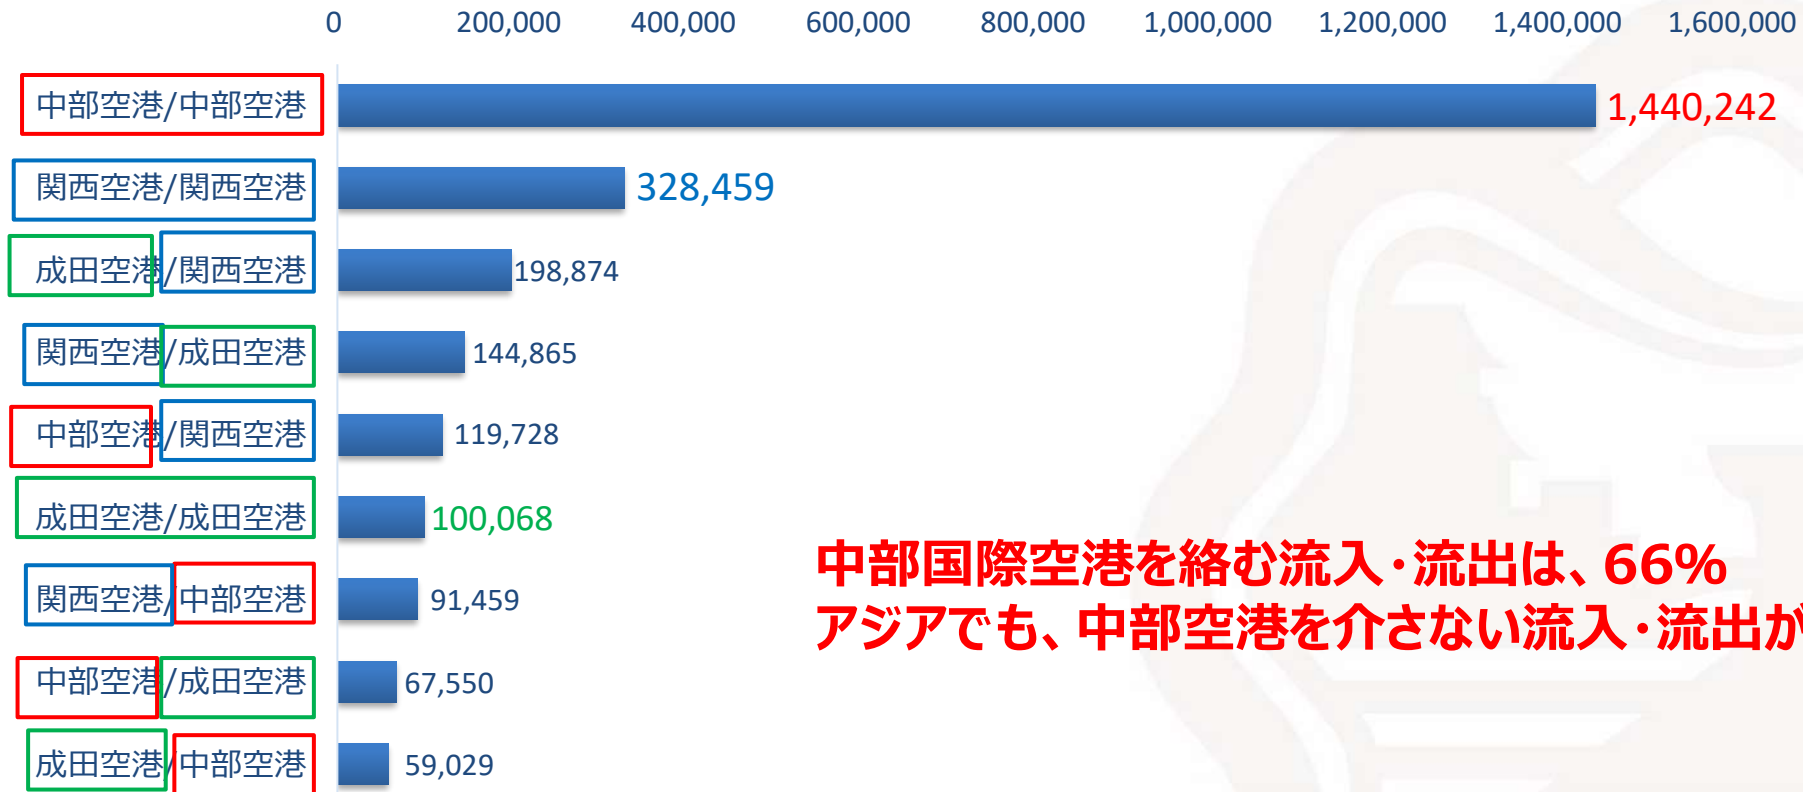 0 200,000 400,000 600,000 800,000 1,000,000 1,200,000 1,400,000 1,600,000
中部空港/中部空港 1,440,242
関西空港/関西空港 328,459
成田空港/関西空港 198,874
関西空港/成田空港 144,865
中部空港/関西空港 119,728
成田空港/成田空港 100,068
関西空港/中部空港 91,459
中部空港/成田空港 67,550
成田空港/中部空港 59,029
中部国際空港を絡む流入・流出は、66%
アジアでも、中部空港を介さない流入・流出が